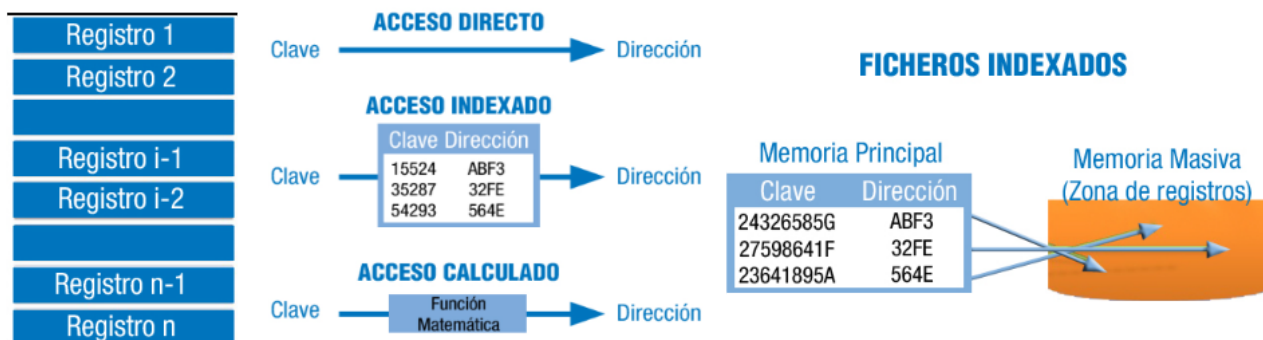 Registro 1
Registro 2
Registro i-1
Registro i-2
Registro n-1
Registro n
ACCESO DIRECTO
Clave Dirección
ACCESO INDEXADO
Clave Dirección
15524 ABF3
Clave 35287 32FE Dirección
54293 564E
ACCESO CALCULADO
Clave Función Dirección
Matemática
FICHEROS INDEXADOS
Memoria Principal
Clave Dirección
24326585G ABF3
27598641F 32FE
23641895A 564E
Memoria Masiva
(Zona de registros)